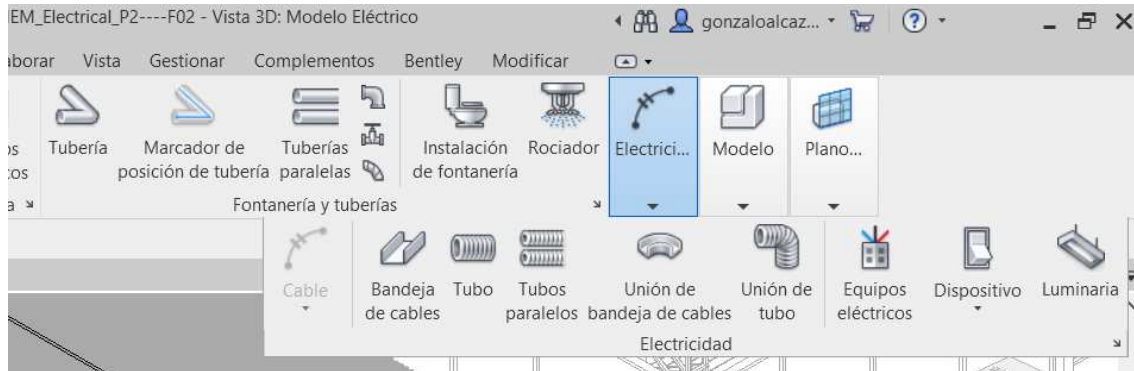 EM_Electrical_P2----F02 - Vista 3D: Modelo Eléctrico
gonzaloalcaz...
?
aborar Vista Gestionar Complementos Bentley Modificar
os
cos
a
Tubería
Marcador de
posición de tubería
Tuberías
paralelas
Instalación
de fontanería
Rociador
Electrici...
Modelo
Plano...
Fontanería y tuberías
Cable
Bandeja
de cables
Tubo
Tubos
paralelos
Unión de
bandeja de cables
Unión de
tubo
Equipos
eléctricos
Dispositivo
Luminaria
Electricidad